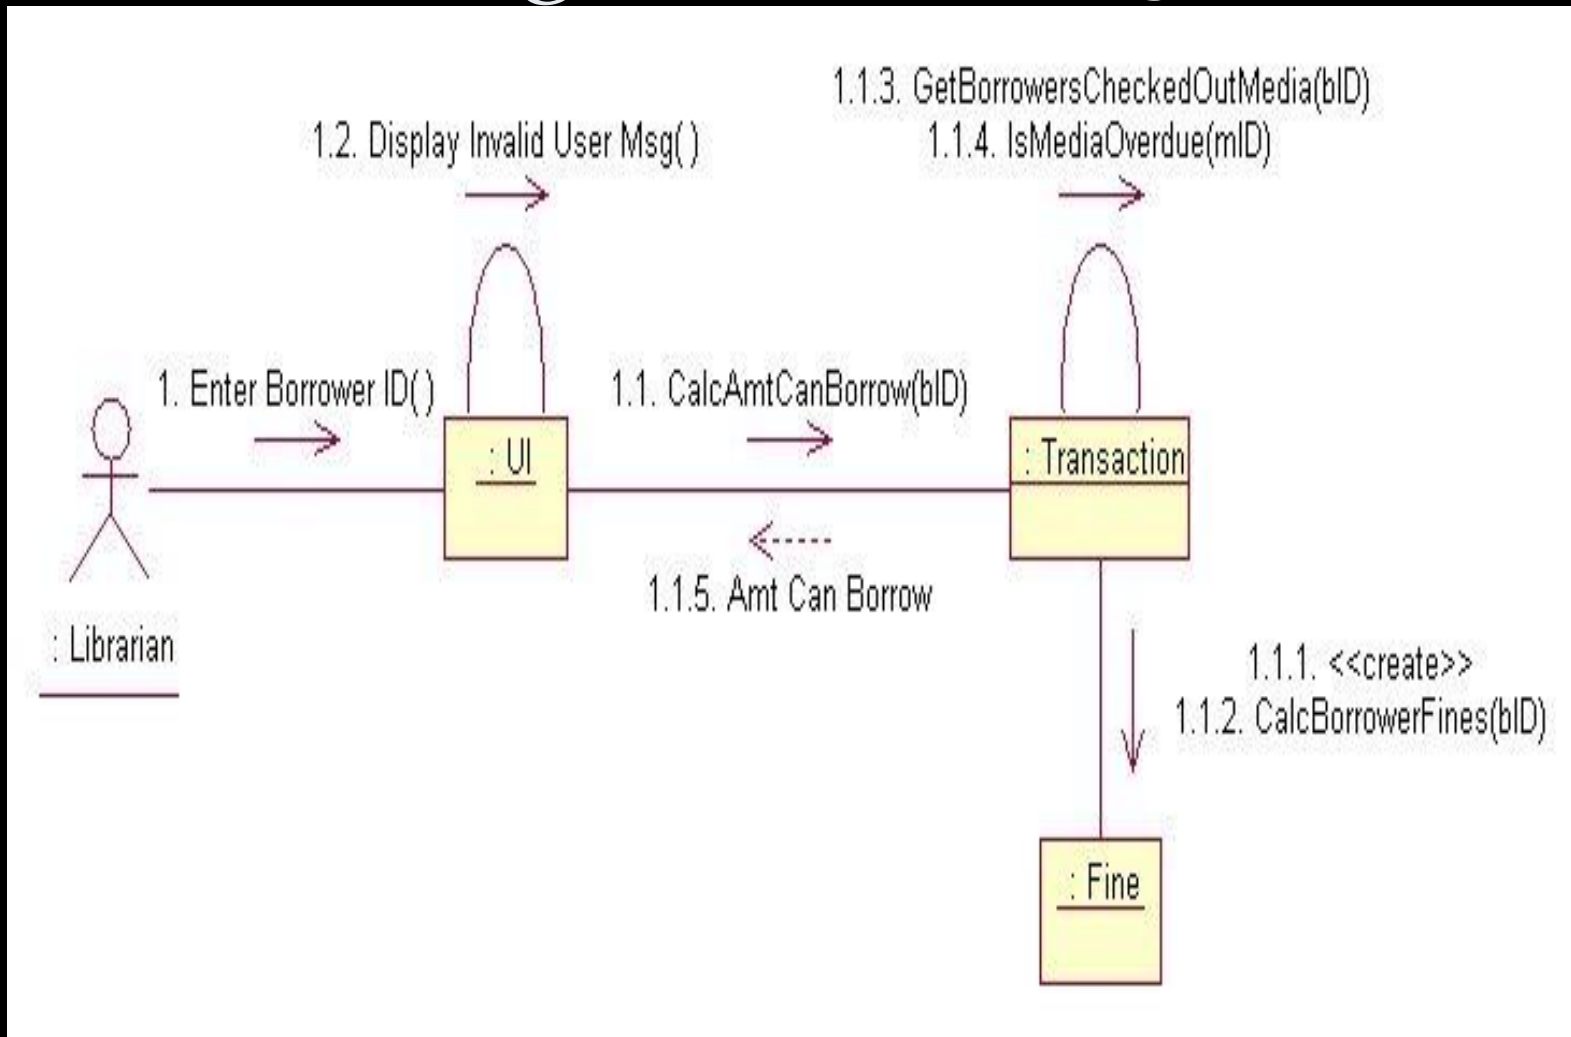 1.1.3. GetBorrowersCheckedOutMedia(bID)
1.2. Display Invalid User Msg( )
1.1.4. IsMediaOverdue(mID)
1. Enter Borrower ID( )
1.1. CalcAmtCanBorrow(bID)
: UI
: Transaction
1.1.5. Amt Can Borrow
: Librarian
1.1.1. <<create>>
1.1.2. CalcBorrowerFines(bID)
: Fine